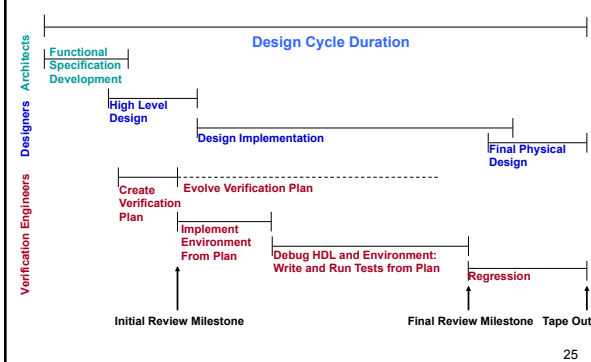 Design Cycle Duration
Architects
Functional
Specification
Development
Designers
High Level
Design
Design Implementation
Final Physical
Design
Verification Engineers
Create
Verification
Plan
Evolve Verification Plan
Implement
Environment
From Plan
Debug HDL and Environment:
Write and Run Tests from Plan
Regression
Initial Review Milestone
Final Review Milestone
Tape Out
25